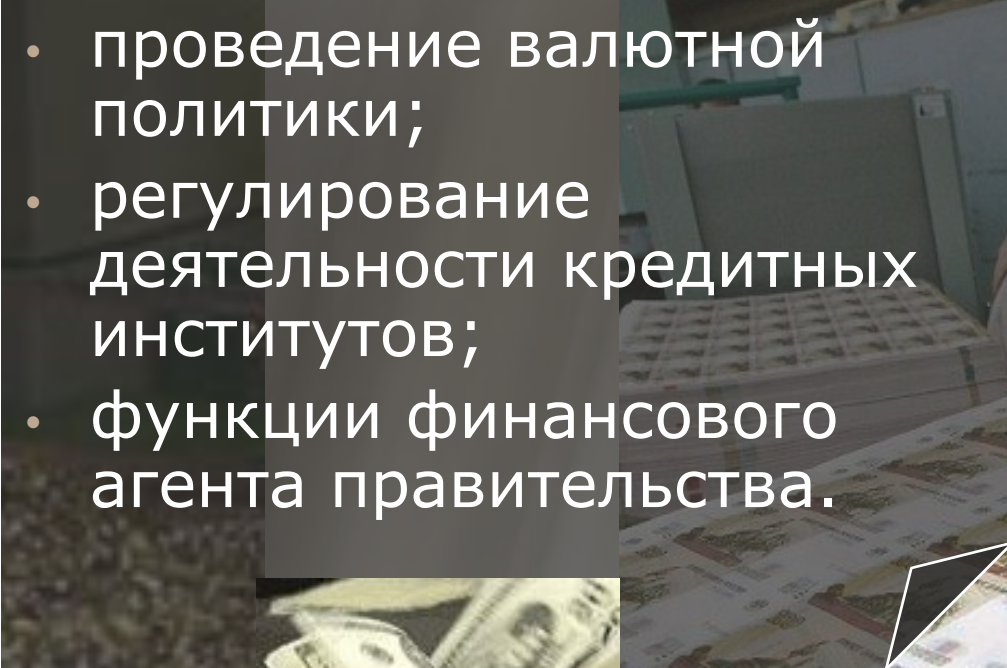 • проведение валютной
политики;
• регулирование
деятельности кредитных
институтов;
• функции финансового
агента правительства.